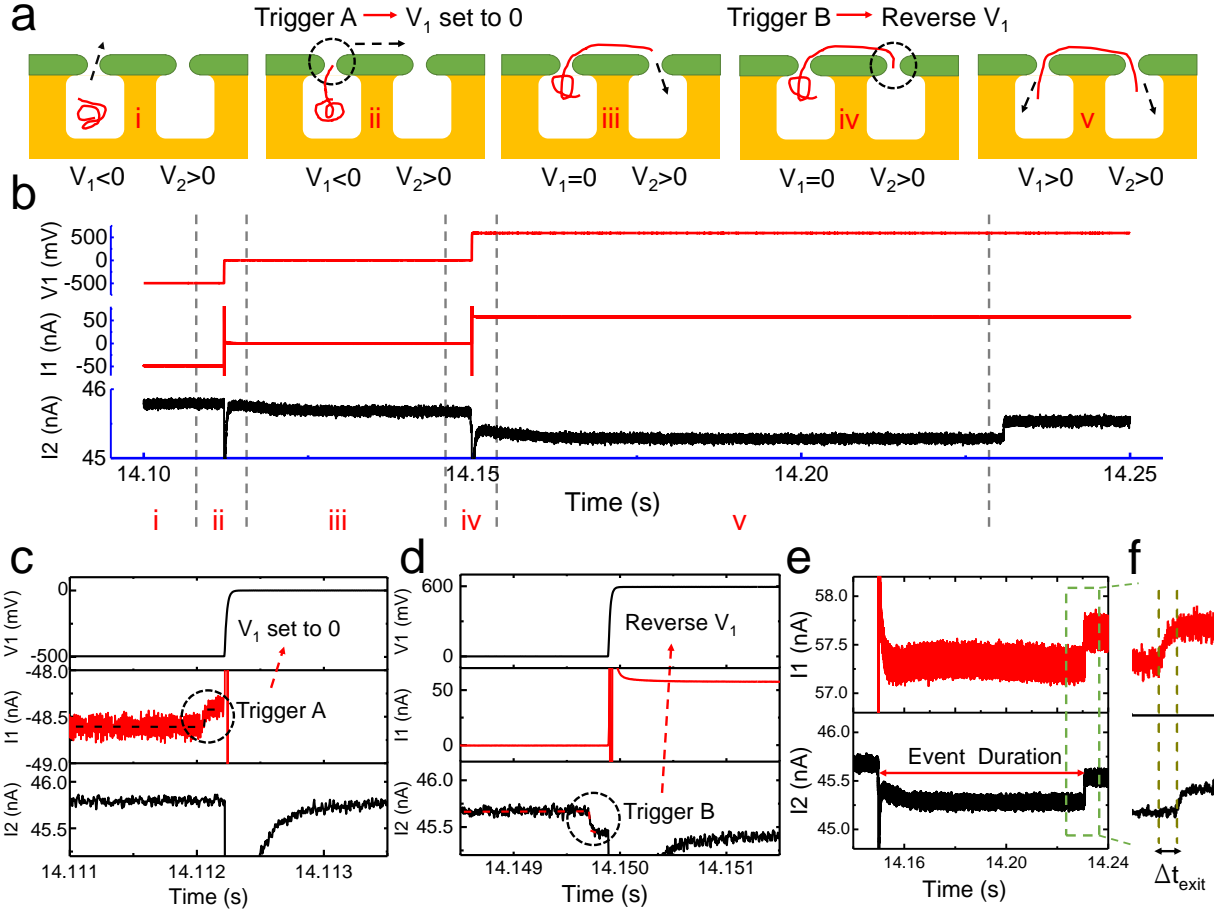 a
Trigger A V1 set to 0
Trigger B Reverse V1
i
ii
iii
iv
v
V1<0 V2>0
V1<0 V2>0
V1=0 V2>0
V1=0 V2>0
V1>0 V2>0
b
V1 (mV)
500
0
-500
I1 (nA)
50
0
-50
I2 (nA)
46
45
14.10 14.15 14.20 14.25
Time (s)
i ii iii iv v
c
V1 (mV)
0
-500
V1 set to 0
I1 (nA)
-48.0
-48.5
-49.0
Trigger A
I2 (nA)
46.0
45.5
14.111 14.112 14.113
Time (s)
d
V1 (mV)
600
0
Reverse V1
I1 (nA)
50
0
I2 (nA)
46.0
45.5
Trigger B
14.149 14.150 14.151
Time (s)
e
I1 (nA)
58.0
57.5
57.0
I2 (nA)
46.0
45.5
45.0
Event Duration
14.16 14.20 14.24
Time (s)
f
Δtexit